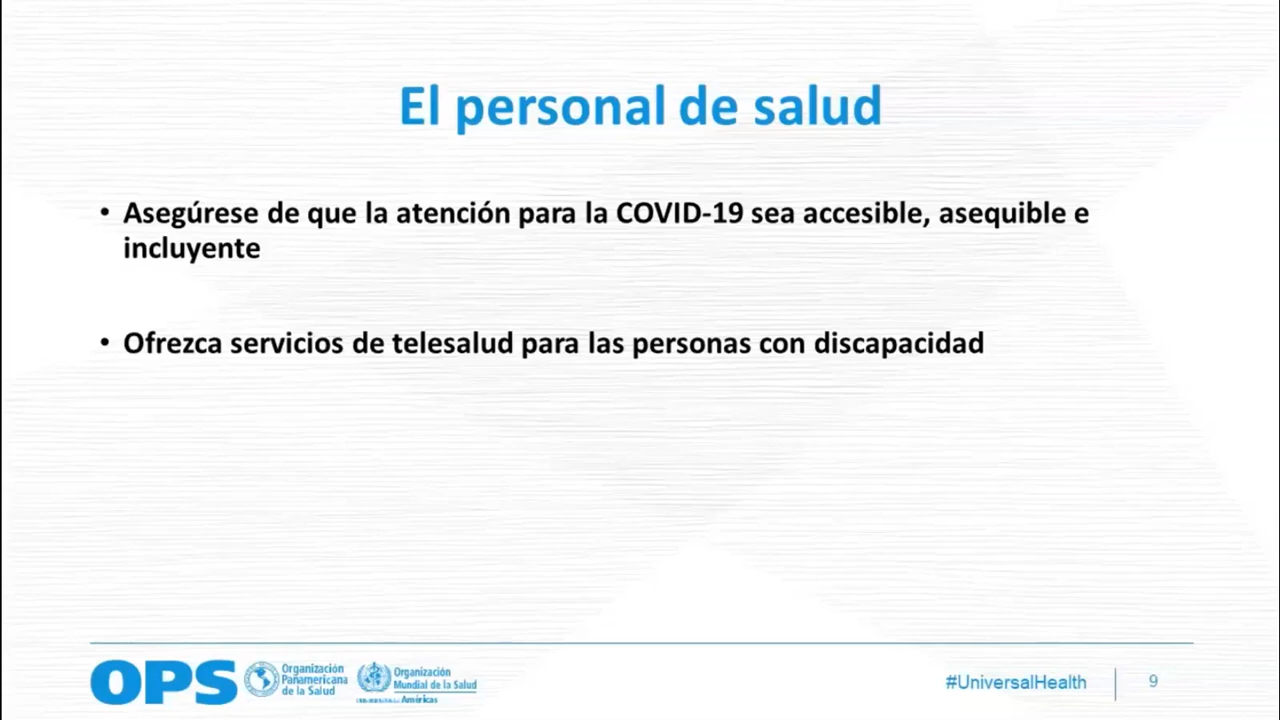 El personal de salud
• Asegúrese de que la atención para la COVID-19 sea accesible, asequible e
incluyente
• Ofrezca servicios de telesalud para las personas con discapacidad
OPS
Organización
Panamericana
de la Salud
Organización
Mundial de la Salud
Américas
#UniversalHealth
9